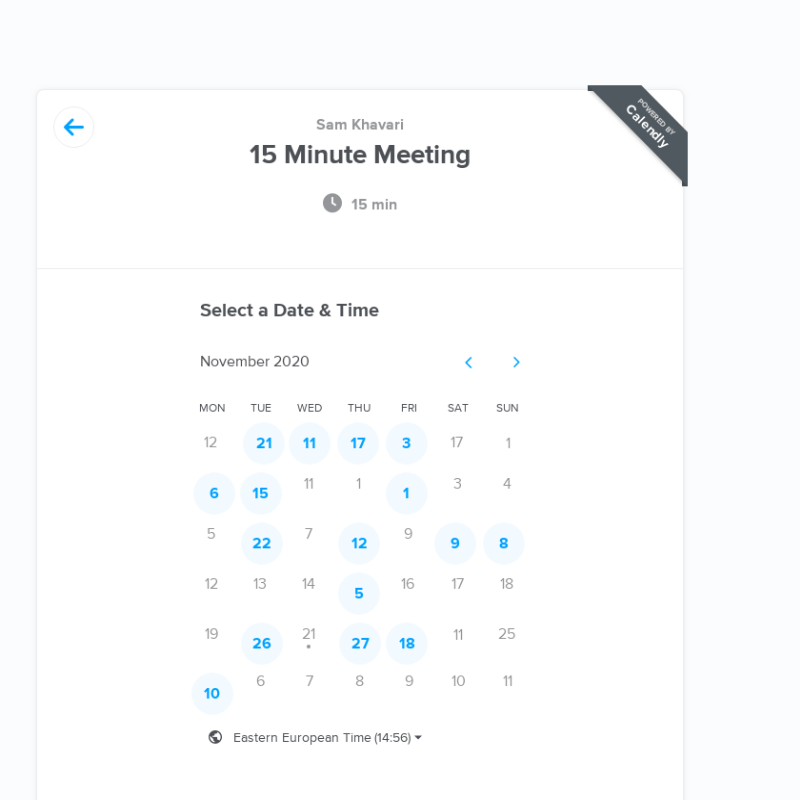 POWERED BY
Calendly
Sam Khavari
15 Minute Meeting
15 min
Select a Date & Time
November 2020
MON TUE WED THU FRI SAT SUN
12 21 11 17 3 17 1
6 15 11 1 1 3 4
5 22 7 12 9 9 8
12 13 14 5 16 17 18
19 26 21 27 18 11 25
10 6 7 8 9 10 11
Eastern European Time (14:56)